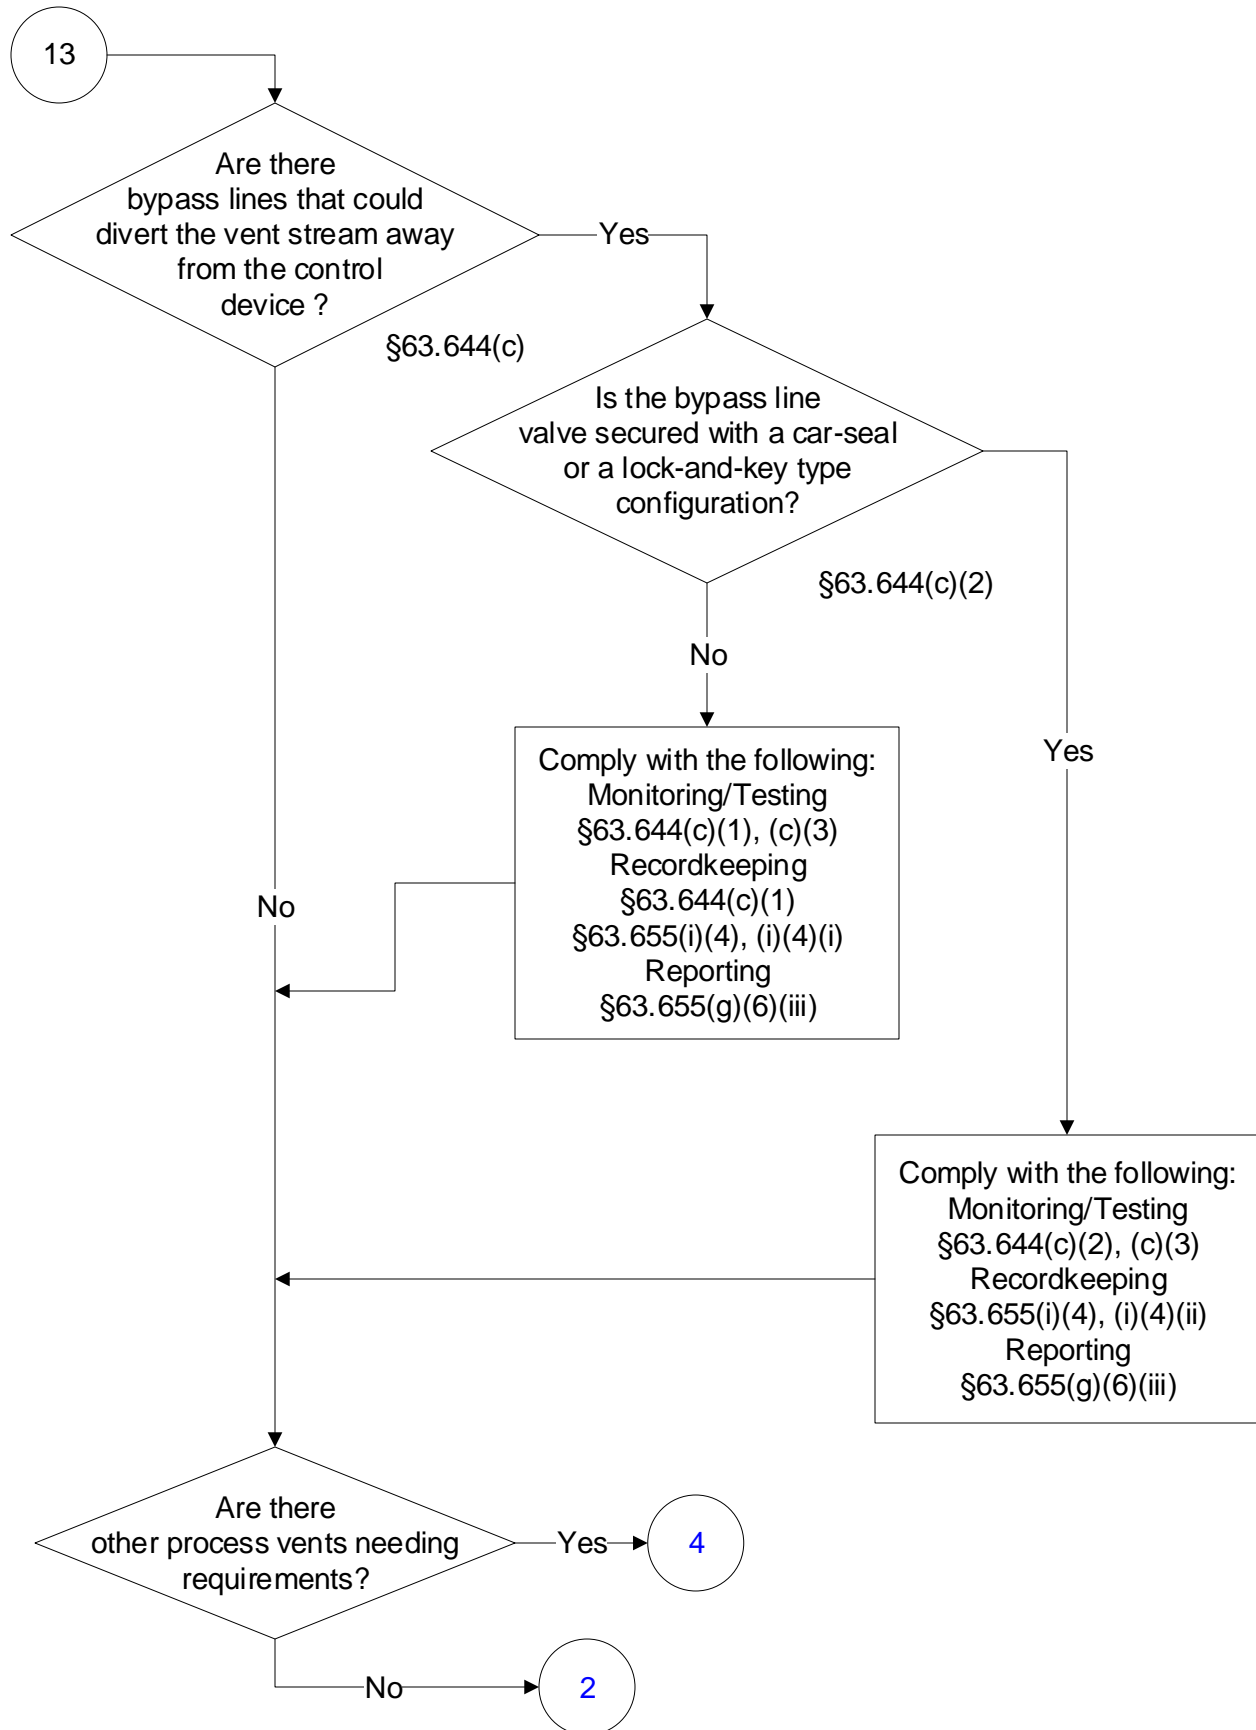 13
Are there
bypass lines that could
divert the vent stream away
from the control
device ?
Yes
§63.644(c)
Is the bypass line
valve secured with a car-seal
or a lock-and-key type
configuration?
§63.644(c)(2)
No
Yes
Comply with the following:
Monitoring/Testing
§63.644(c)(1), (c)(3)
Recordkeeping
§63.644(c)(1)
§63.655(i)(4), (i)(4)(i)
Reporting
§63.655(g)(6)(iii)
No
Comply with the following:
Monitoring/Testing
§63.644(c)(2), (c)(3)
Recordkeeping
§63.655(i)(4), (i)(4)(ii)
Reporting
§63.655(g)(6)(iii)
Are there
other process vents needing
requirements?
Yes
4
No
2